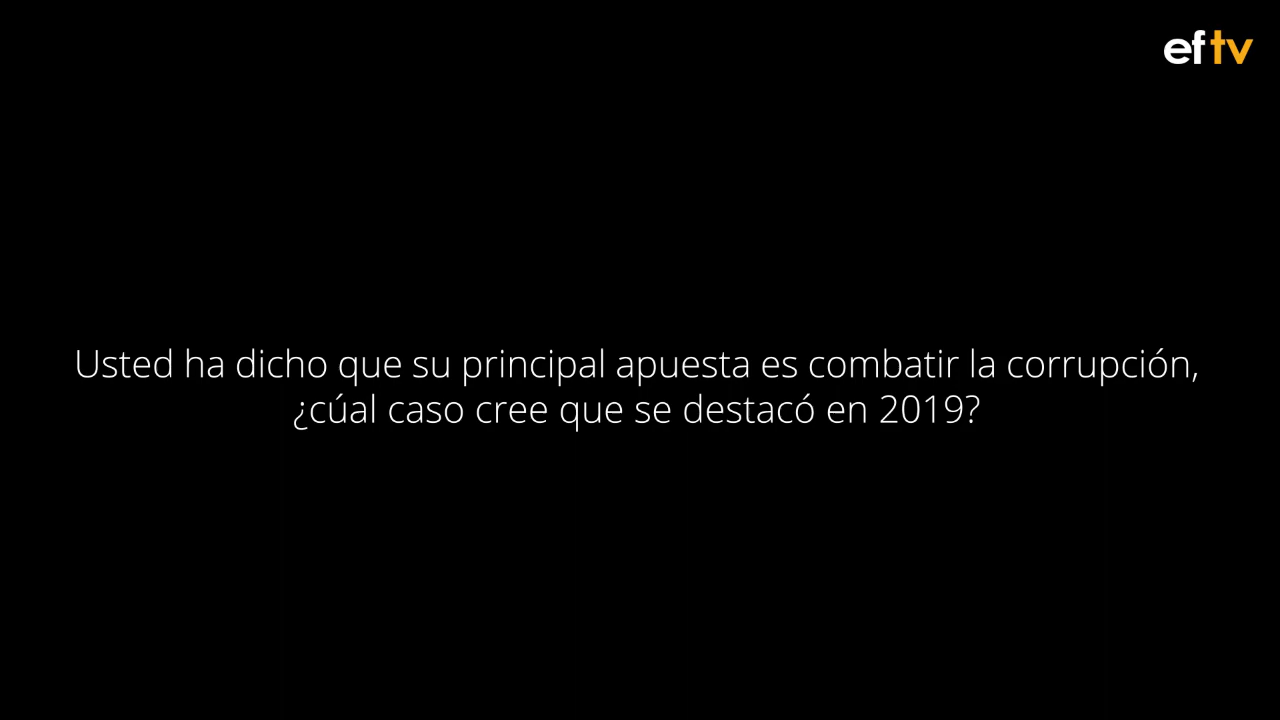 eftv
Usted ha dicho que su principal apuesta es combatir la corrupción,
¿cúal caso cree que se destacó en 2019?